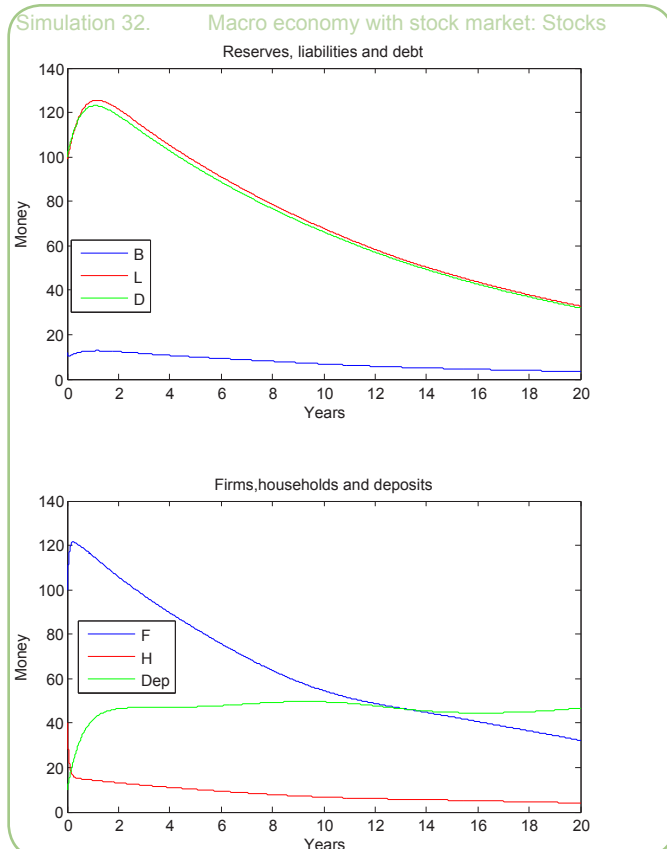 Simulation 32. Macro economy with stock market: Stocks
Reserves, liabilities and debt
140
120
100
80
60
40
20
0
Money
B
L
D
0 2 4 6 8 10 12 14 16 18 20
Years
Firms,households and deposits
140
120
100
80
60
40
20
0
Money
F
H
Dep
0 2 4 6 8 10 12 14 16 18 20
Years